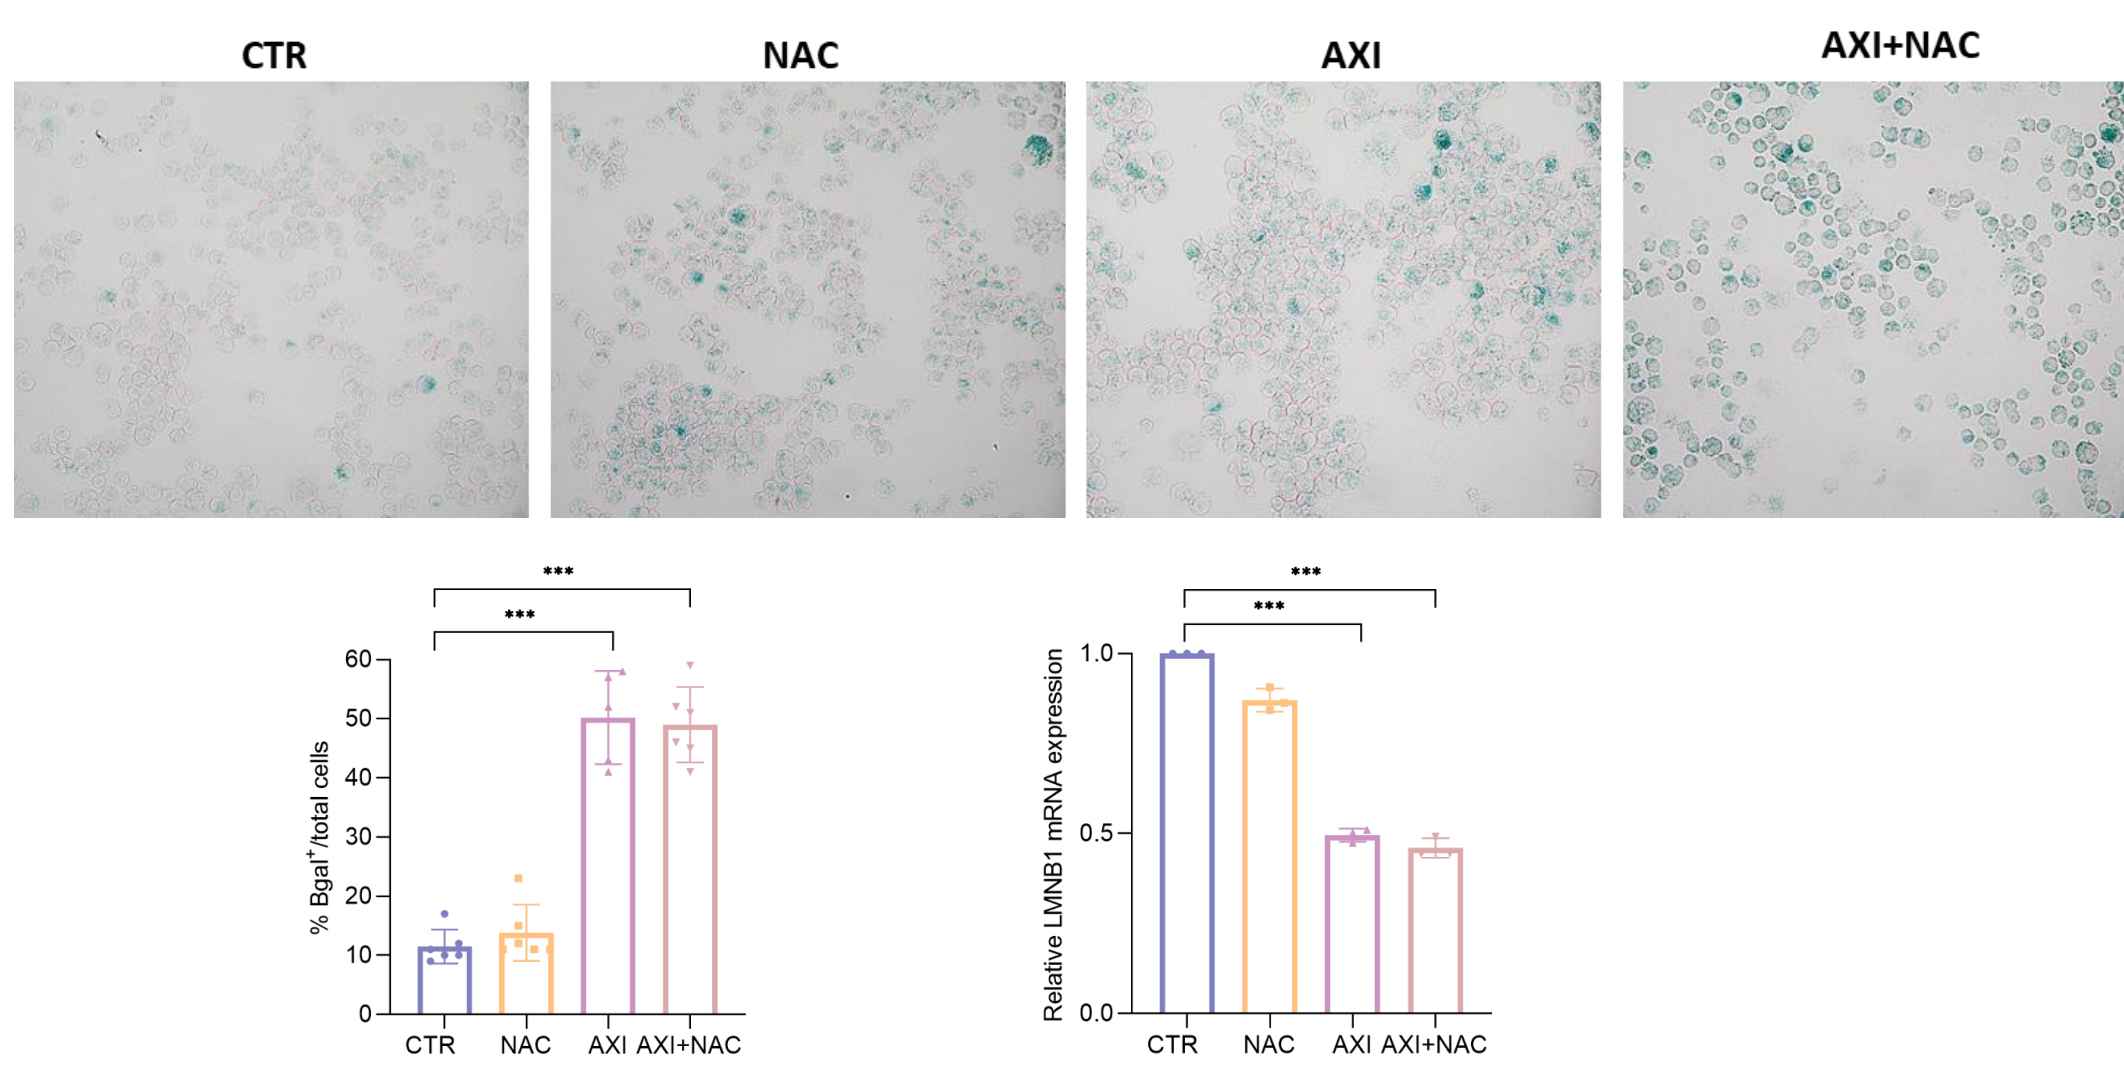 CTR NAC AXI AXI+NAC
***
***
% Bgal+/total cells
60
50
40
30
20
10
0
CTR NAC AXI AXI+NAC
***
***
Relative LMNB1 mRNA expression
1.0
0.5
0.0
CTR NAC AXI AXI+NAC